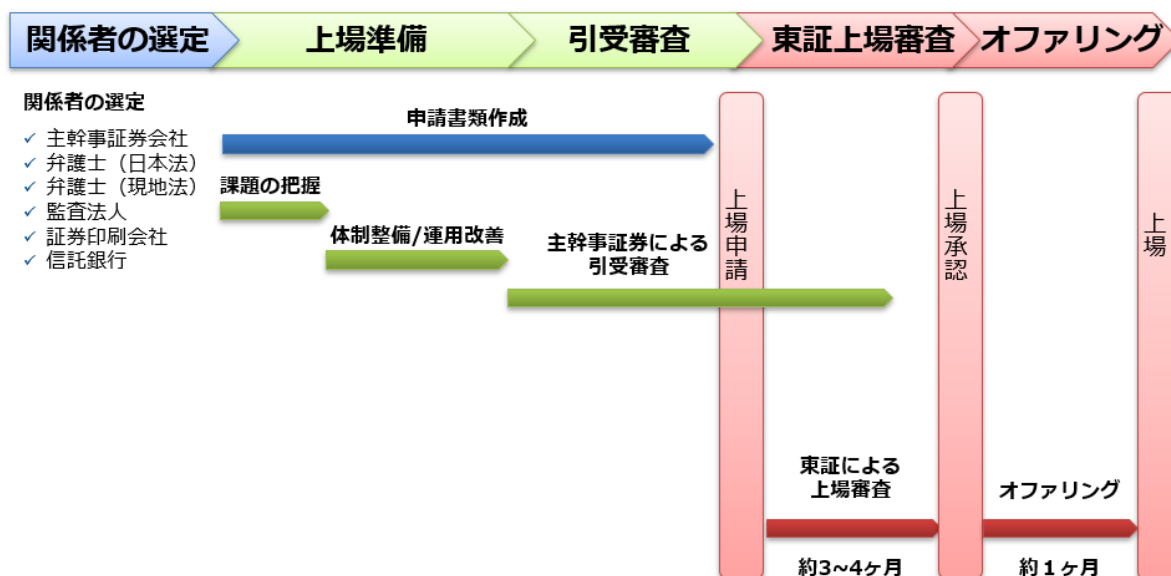 関係者の選定
上場準備
引受審査
東証上場審査
オファリング
関係者の選定
✓ 主幹事証券会社
✓ 弁護士（日本法）
✓ 弁護士（現地法）
✓ 監査法人
✓ 証券印刷会社
✓ 信託銀行
申請書類作成
課題の把握
体制整備/運用改善
主幹事証券による
引受審査
上場申請
上場承認
上場
東証による
上場審査
約3~4ヶ月
オファリング
約１ヶ月